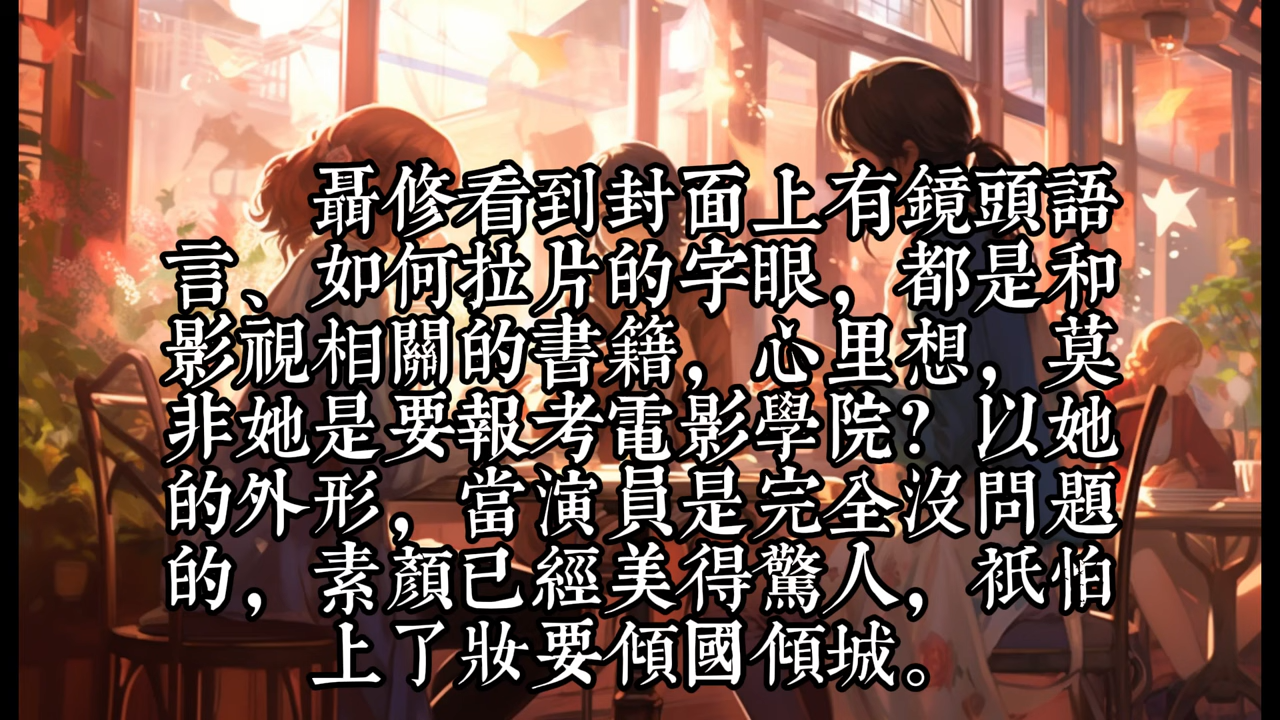 聶修看到封面上有鏡頭語
言、如何拉片的字眼，都是和
影視相關的書籍，心里想，莫
非她是要報考電影學院？以她
的外形，當演員是完全沒問題
的，素顏已經美得驚人，祇怕
上了妝要傾國傾城。